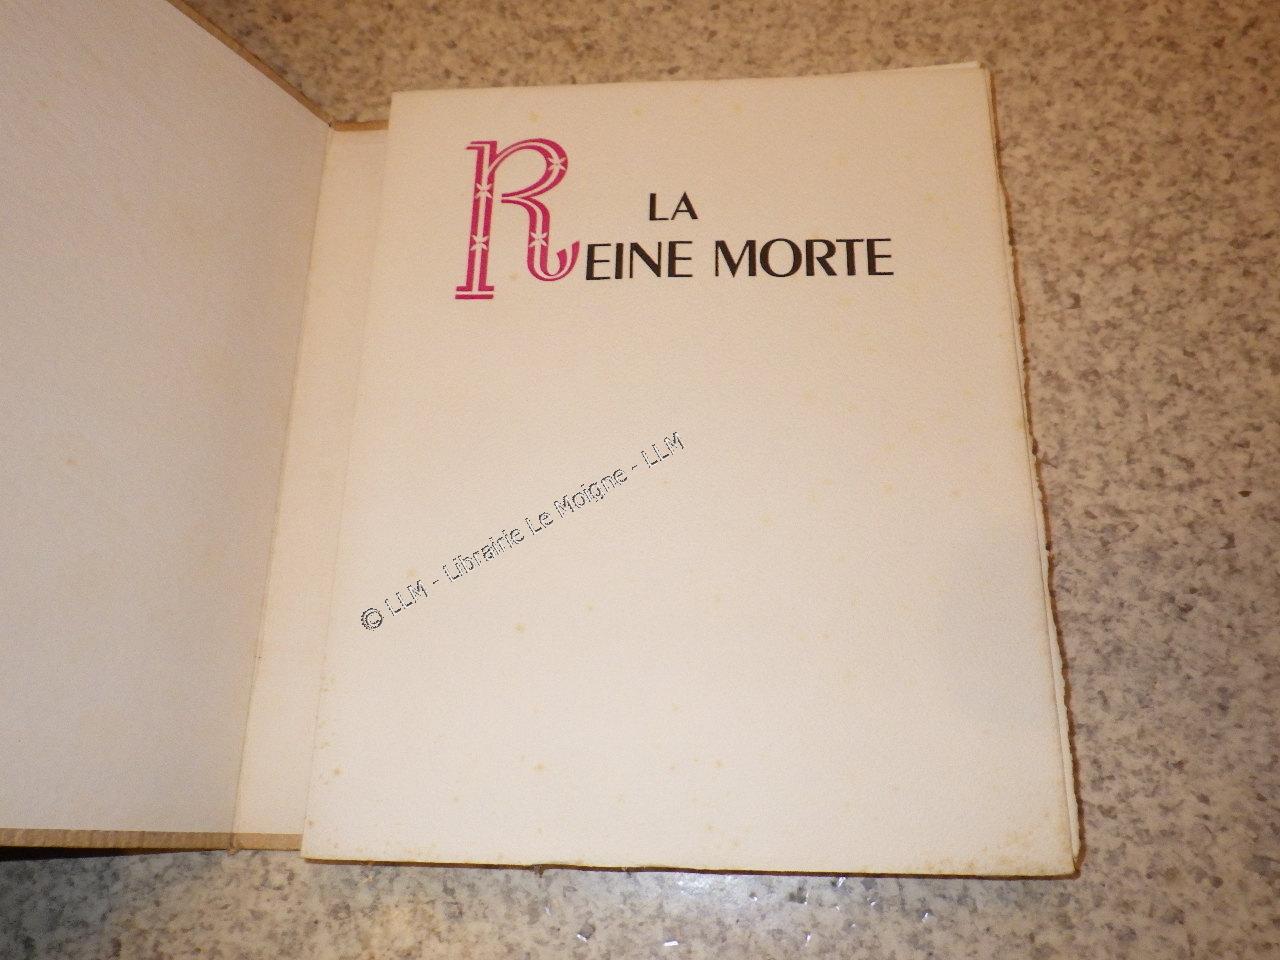 LA
REINE MORTE
© LLM - Librairie Le Moigne - LLM